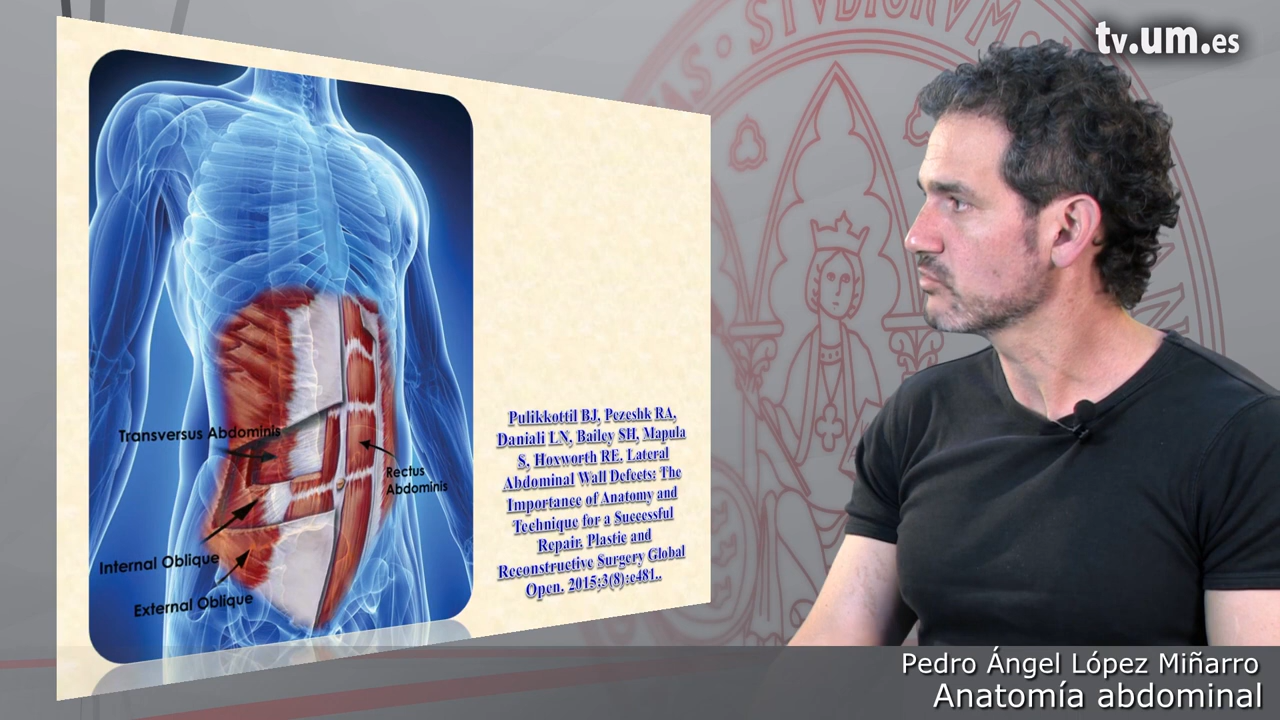 STVDIORVM
tv.um.es
Transversus Abdominis
Rectus
Abdominis
Internal Oblique
External Oblique
Pulikkottil BJ, Pezeshk RA,
Daniali LN, Bailey SH, Mapula
S, Hoxworth RE. Lateral
Abdominal Wall Defects: The
Importance of Anatomy and
Technique for a Successful
Repair. Plastic and
Reconstructive Surgery Global
Open. 2015;3(8):e481..
Pedro Ángel López Miñarro
Anatomía abdominal